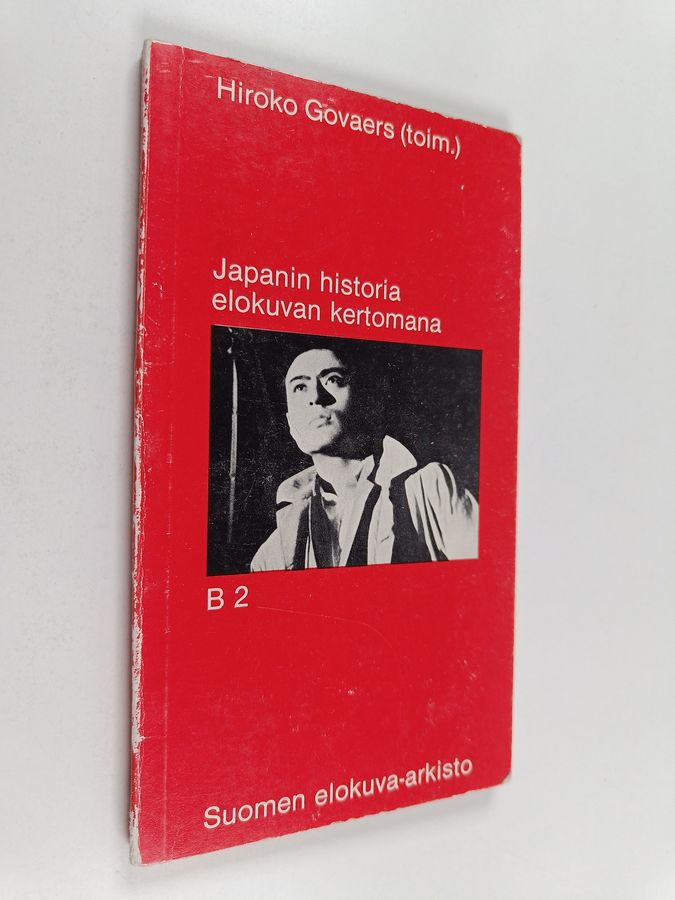 Hiroko Govaers (toim.)
Japanin historia
elokuvan kertomana
B 2
Suomen elokuva-arkisto